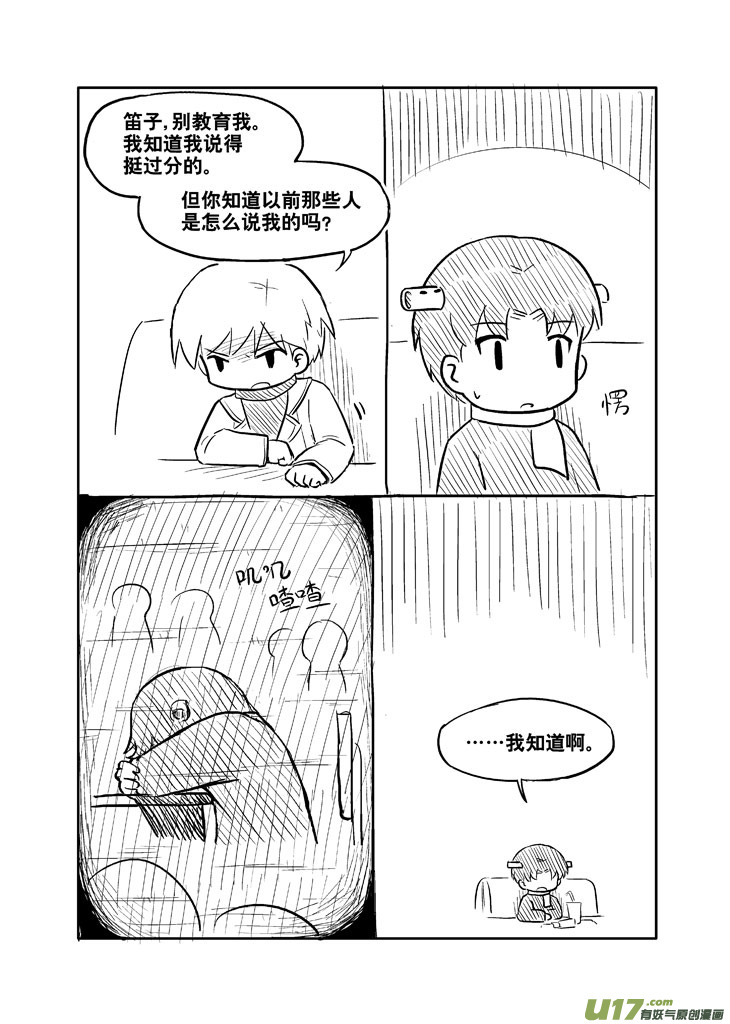 笛子，别教育我。
我知道我说得
挺过分的。
但你知道以前那些人
是怎么说我的吗？
愣
叽叽
喳喳
……我知道啊。
U17.com
有妖气原创漫画